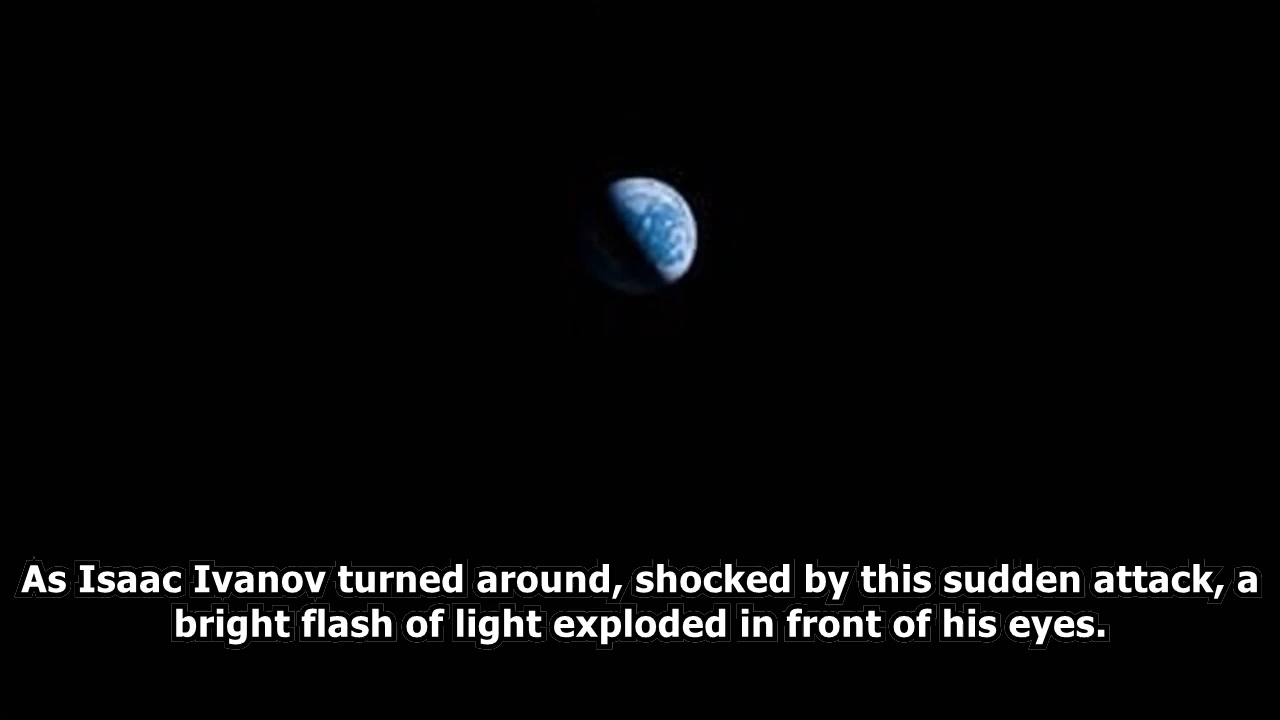 As Isaac Ivanov turned around, shocked by this sudden attack, a
bright flash of light exploded in front of his eyes.